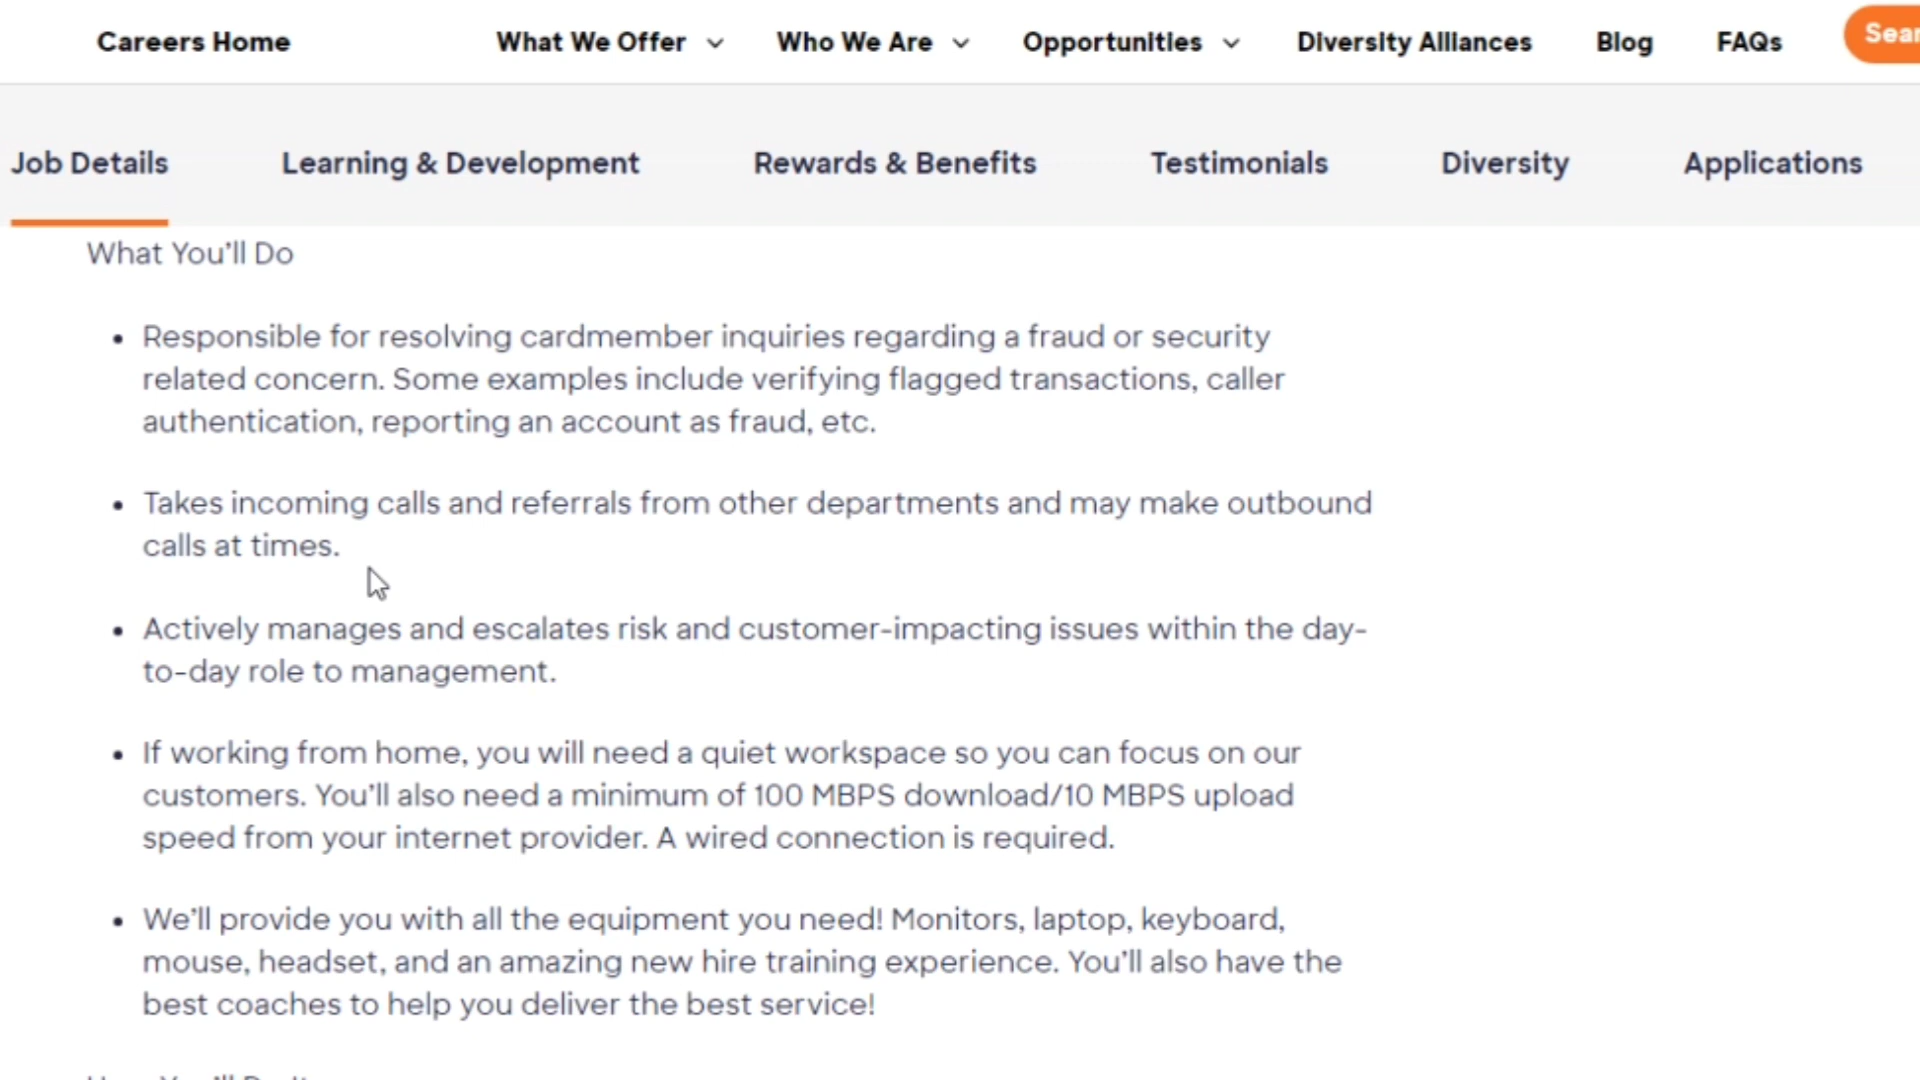 Careers Home What We Offer Who We Are Opportunities Diversity Alliances Blog FAQs
Job Details Learning & Development Rewards & Benefits Testimonials Diversity Applications
What You'll Do
• Responsible for resolving cardmember inquiries regarding a fraud or security
related concern. Some examples include verifying flagged transactions, caller
authentication, reporting an account as fraud, etc.
• Takes incoming calls and referrals from other departments and may make outbound
calls at times.
• Actively manages and escalates risk and customer-impacting issues within the day-
to-day role to management.
• If working from home, you will need a quiet workspace so you can focus on our
customers. You'll also need a minimum of 100 MBPS download/10 MBPS upload
speed from your internet provider. A wired connection is required.
• We'll provide you with all the equipment you need! Monitors, laptop, keyboard,
mouse, headset, and an amazing new hire training experience. You'll also have the
best coaches to help you deliver the best service!